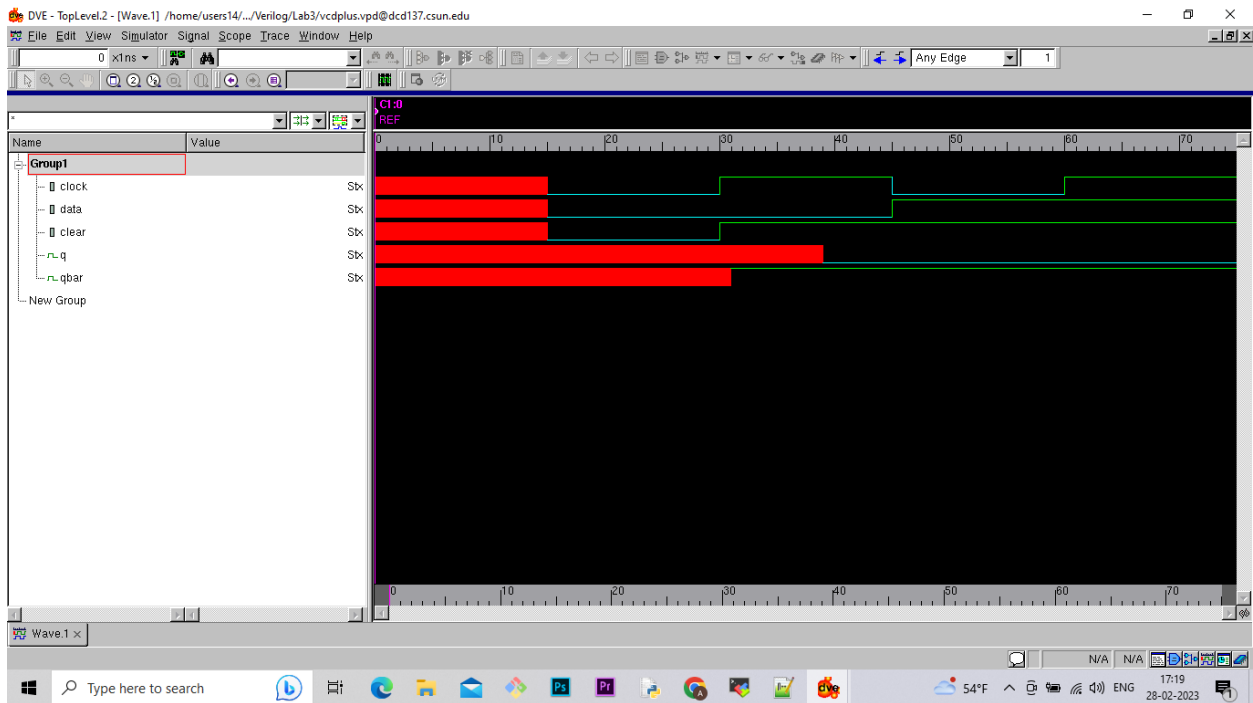 DVE - TopLevel.2 - [Wave.1] /home/users14/.../Verilog/Lab3/vcdplus.vpd@dcd137.csun.edu
File Edit View Simulator Signal Scope Trace Window Help
0 x1ns Any Edge 1
C1:0
REF
*
Name Value
0 10 20 30 40 50 60 70
Group1
clock StX
data StX
clear StX
q StX
qbar StX
New Group
0 10 20 30 40 50 60 70
Wave.1
N/A N/A
Type here to search
54°F ENG 17:19
28-02-2023